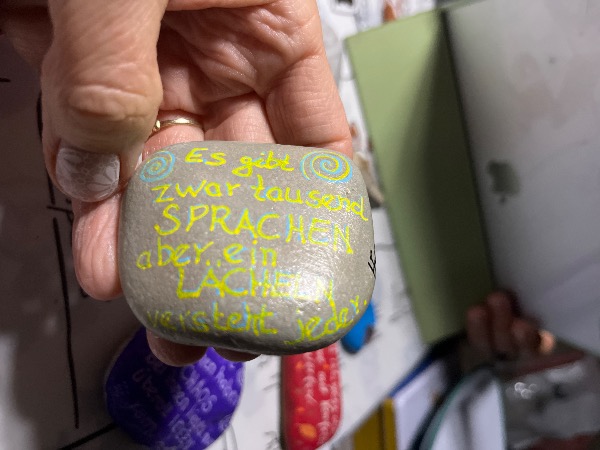 Es gibt
zwar tausend
SPRACHEN
aber ein
LÄCHELN
versteht jeder.